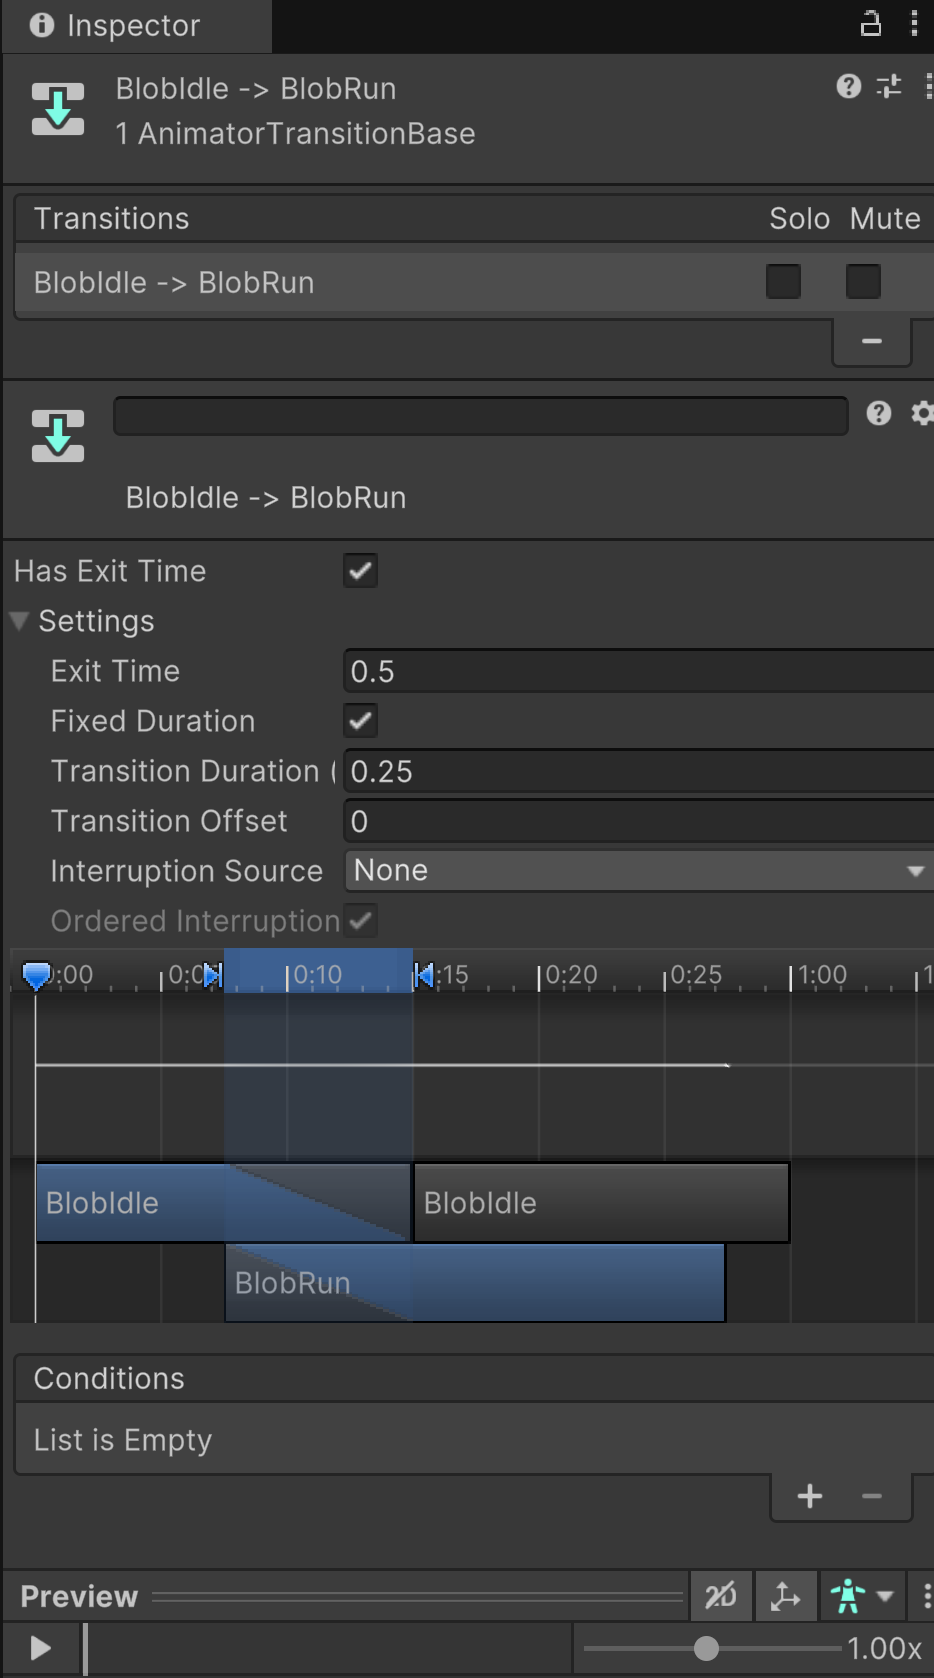 Inspector
BlobIdle -> BlobRun
1 AnimatorTransitionBase
Transitions Solo Mute
BlobIdle -> BlobRun
BlobIdle -> BlobRun
Has Exit Time
Settings
Exit Time 0.5
Fixed Duration
Transition Duration ( 0.25
Transition Offset 0
Interruption Source None
Ordered Interruption
:00 0:0 0:10 :15 0:20 0:25 1:00 1
BlobIdle BlobIdle
BlobRun
Conditions
List is Empty
Preview 2D
1.00x